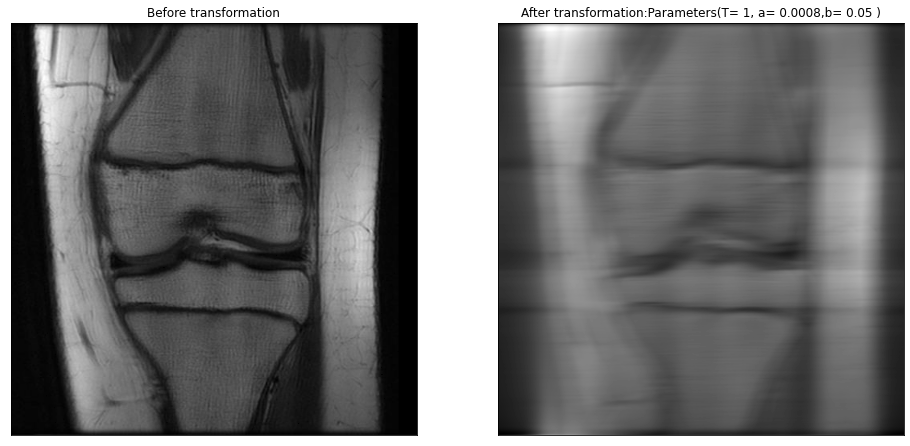 Before transformation
After transformation:Parameters(T= 1, a= 0.0008,b= 0.05 )